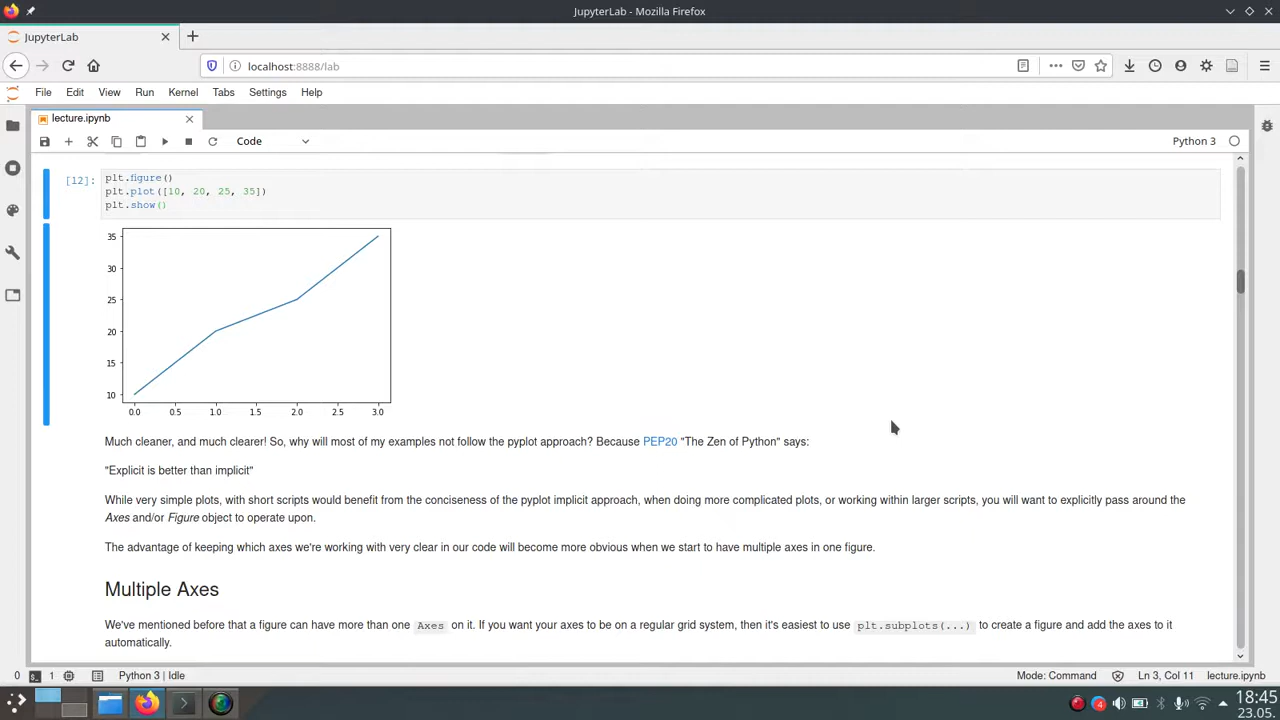 JupyterLab - Mozilla Firefox
JupyterLab
localhost:8888/lab
File Edit View Run Kernel Tabs Settings Help
lecture.ipynb
Code
Python 3
[12]:
plt.figure()
plt.plot([10, 20, 25, 35])
plt.show()
35
30
25
20
15
10
0.0 0.5 1.0 1.5 2.0 2.5 3.0
Much cleaner, and much clearer! So, why will most of my examples not follow the pyplot approach? Because PEP20 "The Zen of Python" says:
"Explicit is better than implicit"
While very simple plots, with short scripts would benefit from the conciseness of the pyplot implicit approach, when doing more complicated plots, or working within larger scripts, you will want to explicitly pass around the
Axes and/or Figure object to operate upon.
The advantage of keeping which axes we're working with very clear in our code will become more obvious when we start to have multiple axes in one figure.
Multiple Axes
We've mentioned before that a figure can have more than one Axes on it. If you want your axes to be on a regular grid system, then it's easiest to use plt.subplots(...) to create a figure and add the axes to it
automatically.
0 1 Python 3 | Idle Mode: Command Ln 3, Col 11 lecture.ipynb
4
18:45
23.05.